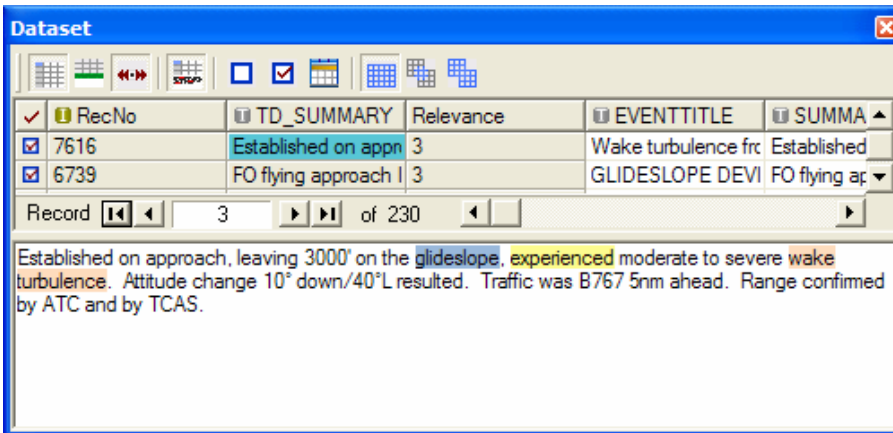 Dataset
RecNo TD_SUMMARY Relevance EVENTTITLE SUMMA
7616 Established on appr 3 Wake turbulence frc Established
6739 FO flying approach l 3 GLIDESLOPE DEVI FO flying ap
Record 3 of 230
Established on approach, leaving 3000' on the glideslope, experienced moderate to severe wake
turbulence. Attitude change 10° down/40°L resulted. Traffic was B767 5nm ahead. Range confirmed
by ATC and by TCAS.